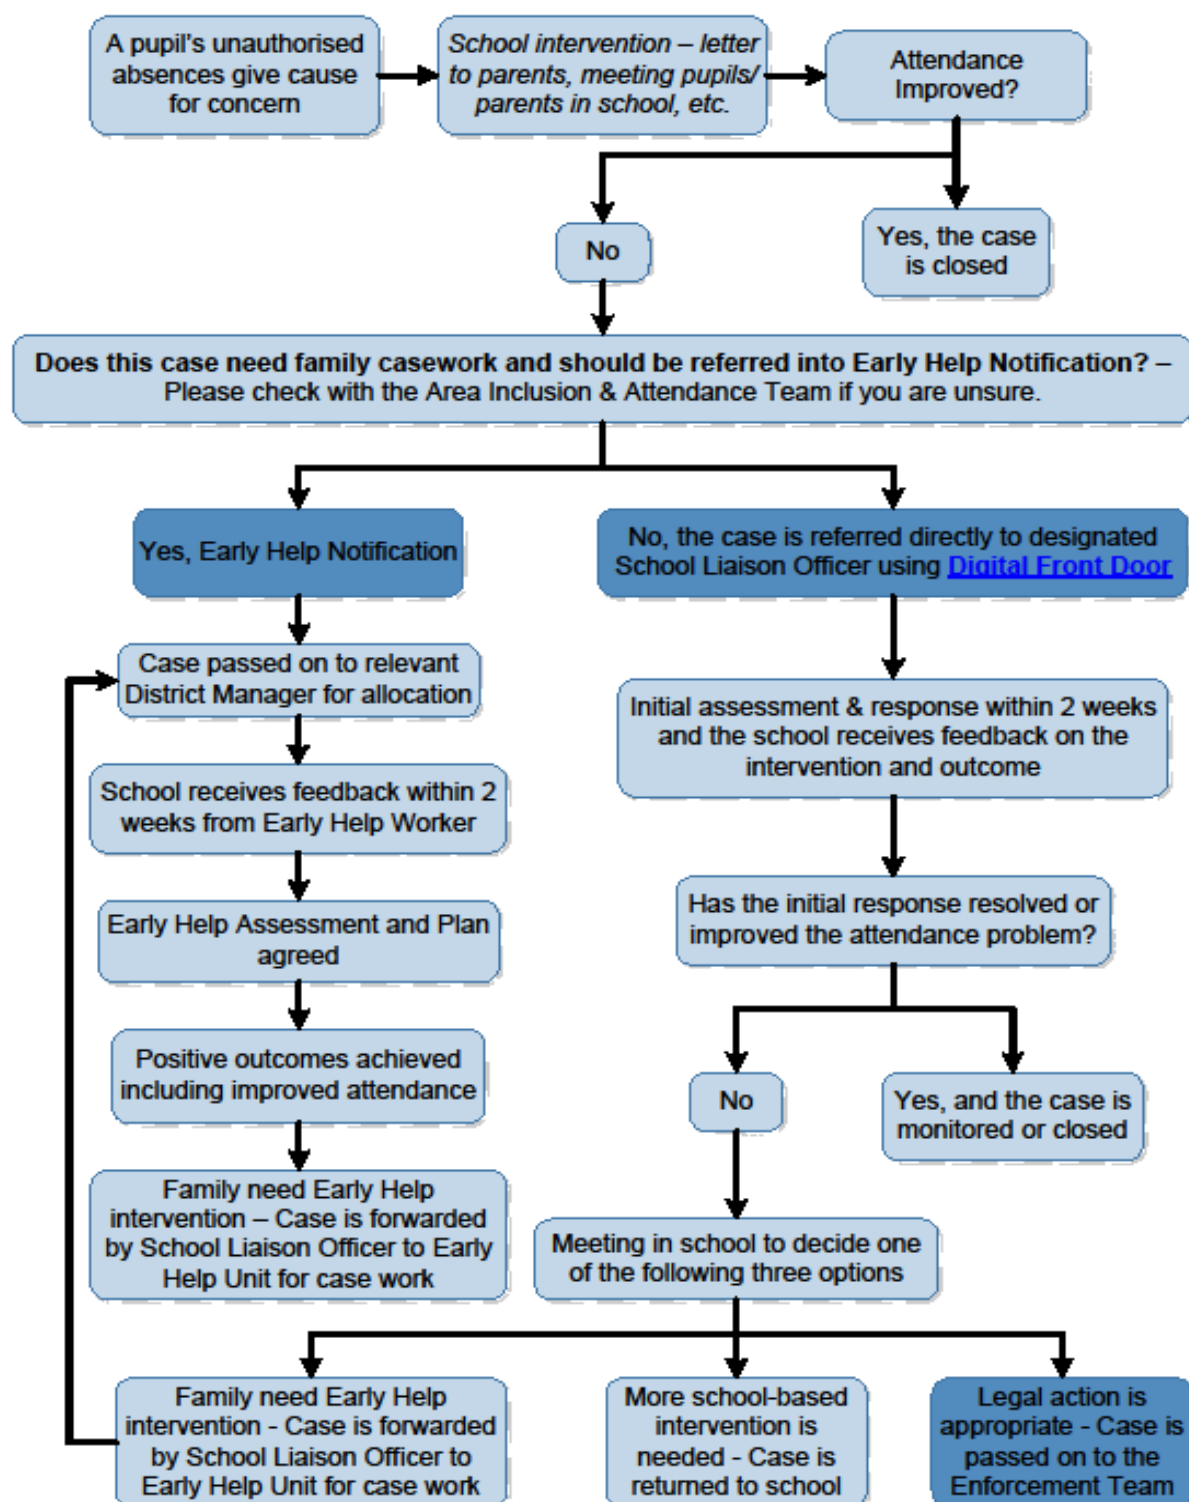 A pupil's unauthorised
absences give cause
for concern
School intervention – letter
to parents, meeting pupils/
parents in school, etc.
Attendance
Improved?
No
Yes, the case
is closed
Does this case need family casework and should be referred into Early Help Notification? –
Please check with the Area Inclusion & Attendance Team if you are unsure.
Yes, Early Help Notification
No, the case is referred directly to designated
School Liaison Officer using Digital Front Door
Case passed on to relevant
District Manager for allocation
Initial assessment & response within 2 weeks
and the school receives feedback on the
intervention and outcome
School receives feedback within 2
weeks from Early Help Worker
Has the initial response resolved or
improved the attendance problem?
Early Help Assessment and Plan
agreed
Positive outcomes achieved
including improved attendance
No
Yes, and the case is
monitored or closed
Family need Early Help
intervention – Case is forwarded
by School Liaison Officer to Early
Help Unit for case work
Meeting in school to decide one
of the following three options
Family need Early Help
intervention - Case is forwarded
by School Liaison Officer to
Early Help Unit for case work
More school-based
intervention is
needed - Case is
returned to school
Legal action is
appropriate - Case is
passed on to the
Enforcement Team